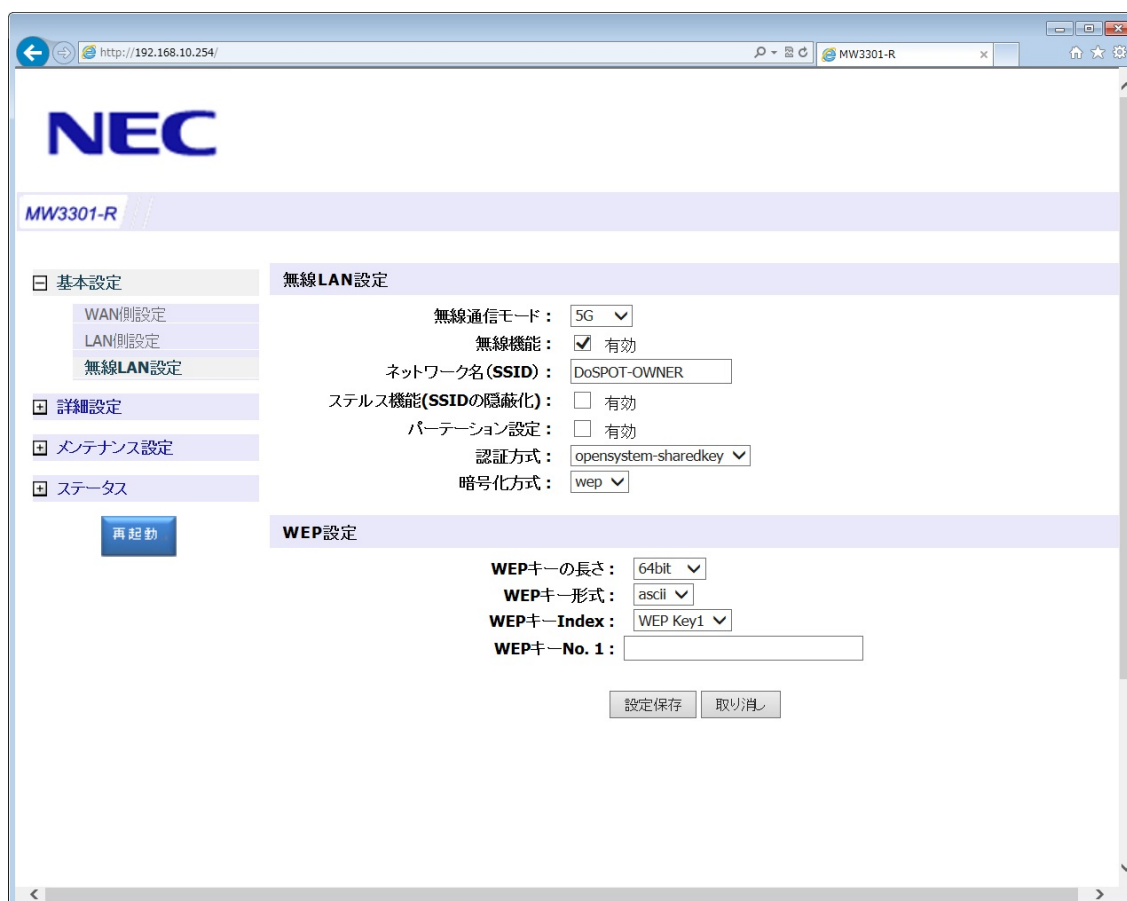 http://192.168.10.254/
MW3301-R
NEC
MW3301-R
基本設定
WAN側設定
LAN側設定
無線LAN設定
詳細設定
メンテナンス設定
ステータス
再起動
無線LAN設定
無線通信モード： 5G
無線機能： 有効
ネットワーク名(SSID)： DoSPOT-OWNER
ステルス機能(SSIDの隠蔽化)： 有効
パーテーション設定： 有効
認証方式： opensystem-sharedkey
暗号化方式： wep
WEP設定
WEPキーの長さ： 64bit
WEPキー形式： ascii
WEPキーIndex： WEP Key1
WEPキーNo. 1：
設定保存 取り消し